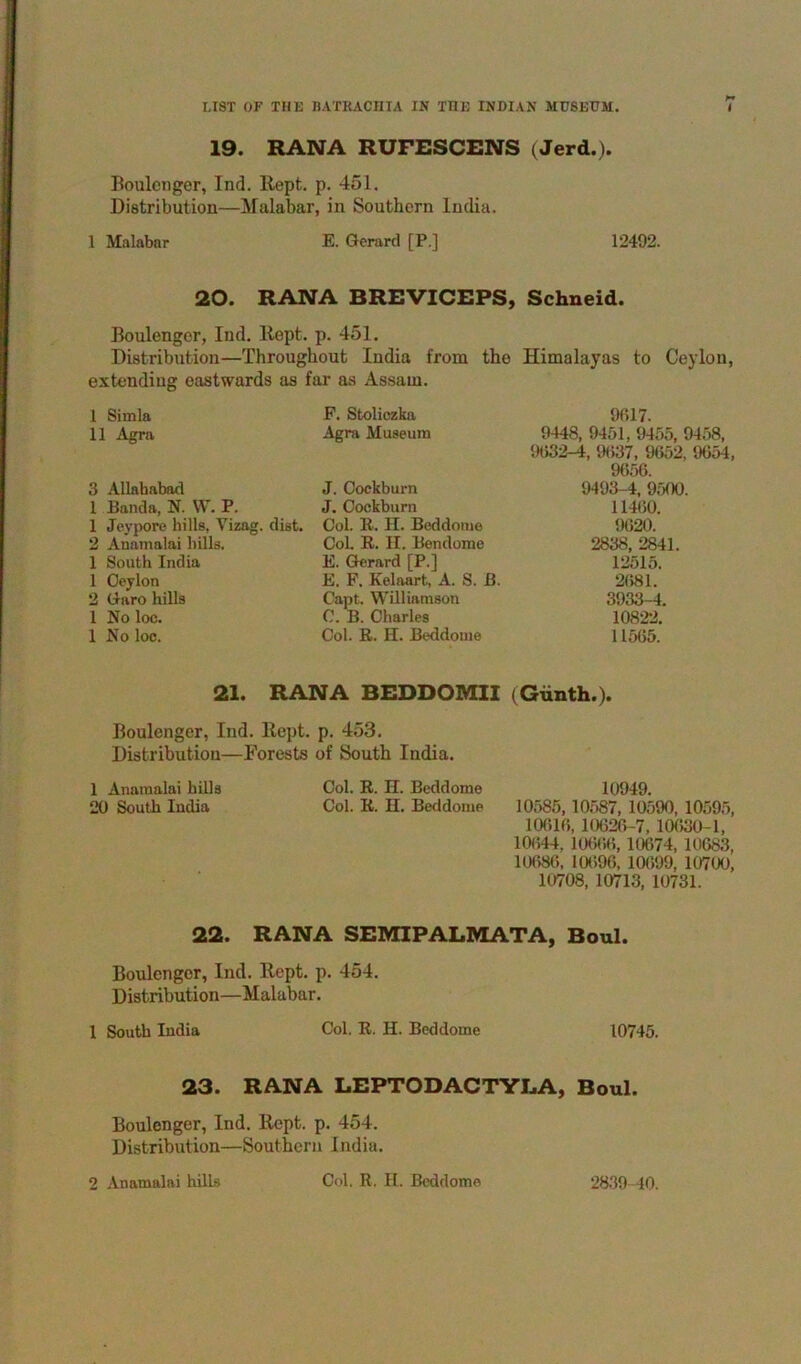 LIST OF THE BATRACHIA IN THE INDIAN MUSEUM. 7
19. RANA RUFESCENS (Jerd.).
Boulenger, Ind. Rept. p. 451.
Distribution—Malabar, in Southern India.
1 Malabar E. Gerard [P.] 12492.
20. RANA BREVICEPS, Schneid.
Boulenger, Ind. Rept. p. 451.
Distribution—Throughout India from the Himalayas to Ceylon,
extending eastwards as far as Assam.
1 Simla F. Stoliczka 9617.
11 Agra Agra Museum 9448, 9451, 9455, 9458,
9632-4, 9637, 9652, 9654,
9656.
3 Allahabad J. Cockburn 9493-4, 9500.
1 Banda, N. W. P. J. Cockburn 11460.
1 Jeypore hills, Vizag. dist. Col. R. H. Beddome 9620.
2 Anamalai hills. Col. R. H. Bendome 2838, 2841.
1 South India E. Gerard [P.] 12515.
1 Ceylon E. F. Kelaart, A. S. B. 2681.
2 Garo hills Capt. Williamson 3933-4.
1 No loc. C. B. Charles 10822.
1 No loc. Col. R. H. Beddome 11565.
21. RANA BEDDOMII (Günth.).
Boulenger, Ind. Rept. p. 453.
Distribution—Forests of South India.
1 Anamalai hills Col. R. H. Beddome 10949.
20 South India Col. R. H. Beddome 10585, 10587, 10590, 10595,
10616, 10626-7, 10630-1,
10644, 10666, 10674, 10683,
10686, 10696, 10699, 10700,
10708, 10713, 10731.
22. RANA SEMIPALMATA, Boul.
Boulenger, Ind. Rept. p. 454.
Distribution—Malabar.
1 South India Col. R. H. Beddome 10745.
23. RANA LEPTODACTYLA, Boul.
Boulenger, Ind. Rept. p. 454.
Distribution—Southern India.
2 Anamalai hills Col. R. H. Beddome 2839-40.